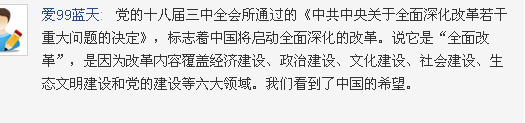 爱99蓝天: 党的十八届三中全会所通过的《中共中央关于全面深化改革若干
重大问题的决定》，标志着中国将启动全面深化的改革。说它是“全面改
革”，是因为改革内容覆盖经济建设、政治建设、文化建设、社会建设、生
态文明建设和党的建设等六大领域。我们看到了中国的希望。